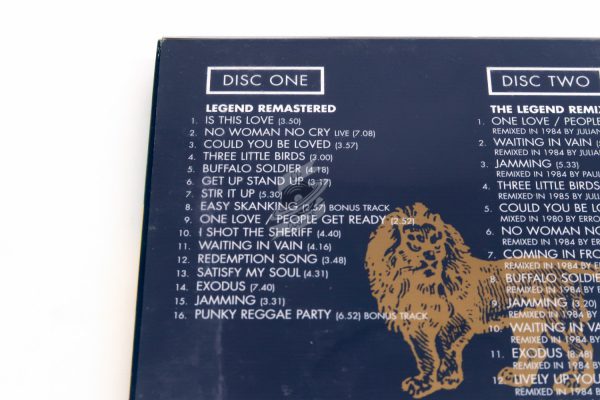 DISC ONE
LEGEND REMASTERED
1. IS THIS LOVE (3.50)
2. NO WOMAN NO CRY LIVE (7.08)
3. COULD YOU BE LOVED (3.57)
4. THREE LITTLE BIRDS (3.00)
5. BUFFALO SOLDIER (4.18)
6. GET UP STAND UP (3.17)
7. STIR IT UP (5.30)
8. EASY SKANKING (2.57) BONUS TRACK
9. ONE LOVE / PEOPLE GET READY (2.52)
10. I SHOT THE SHERIFF (4.40)
11. WAITING IN VAIN (4.16)
12. REDEMPTION SONG (3.48)
13. SATISFY MY SOUL (4.31)
14. EXODUS (7.40)
15. JAMMING (3.31)
16. PUNKY REGGAE PARTY (6.52) BONUS TRACK
DISC TWO
THE LEGEND REMIX
1. ONE LOVE / PEOPLE
REMIXED IN 1984 BY JULIAN
2. WAITING IN VAIN
REMIXED IN 1984 BY JULIAN
3. JAMMING (5.33)
REMIXED IN 1984 BY PAUL
4. THREE LITTLE BIRDS
REMIXED IN 1985 BY JULI
5. COULD YOU BE LO
MIXED IN 1980 BY ERRO
6. NO WOMAN NO
REMIXED IN 1984 BY ER
7. COMING IN FRO
REMIXED IN 1984 BY E
8. BUFFALO SOLDIER
REMIXED IN 1984 BY E
9. JAMMING (3.20)
REMIXED IN 1984 BY
10. WAITING IN VA
REMIXED IN 1984 BY
11. EXODUS (8.48)
REMIXED IN 1984 BY
12. LIVELY UP YOU